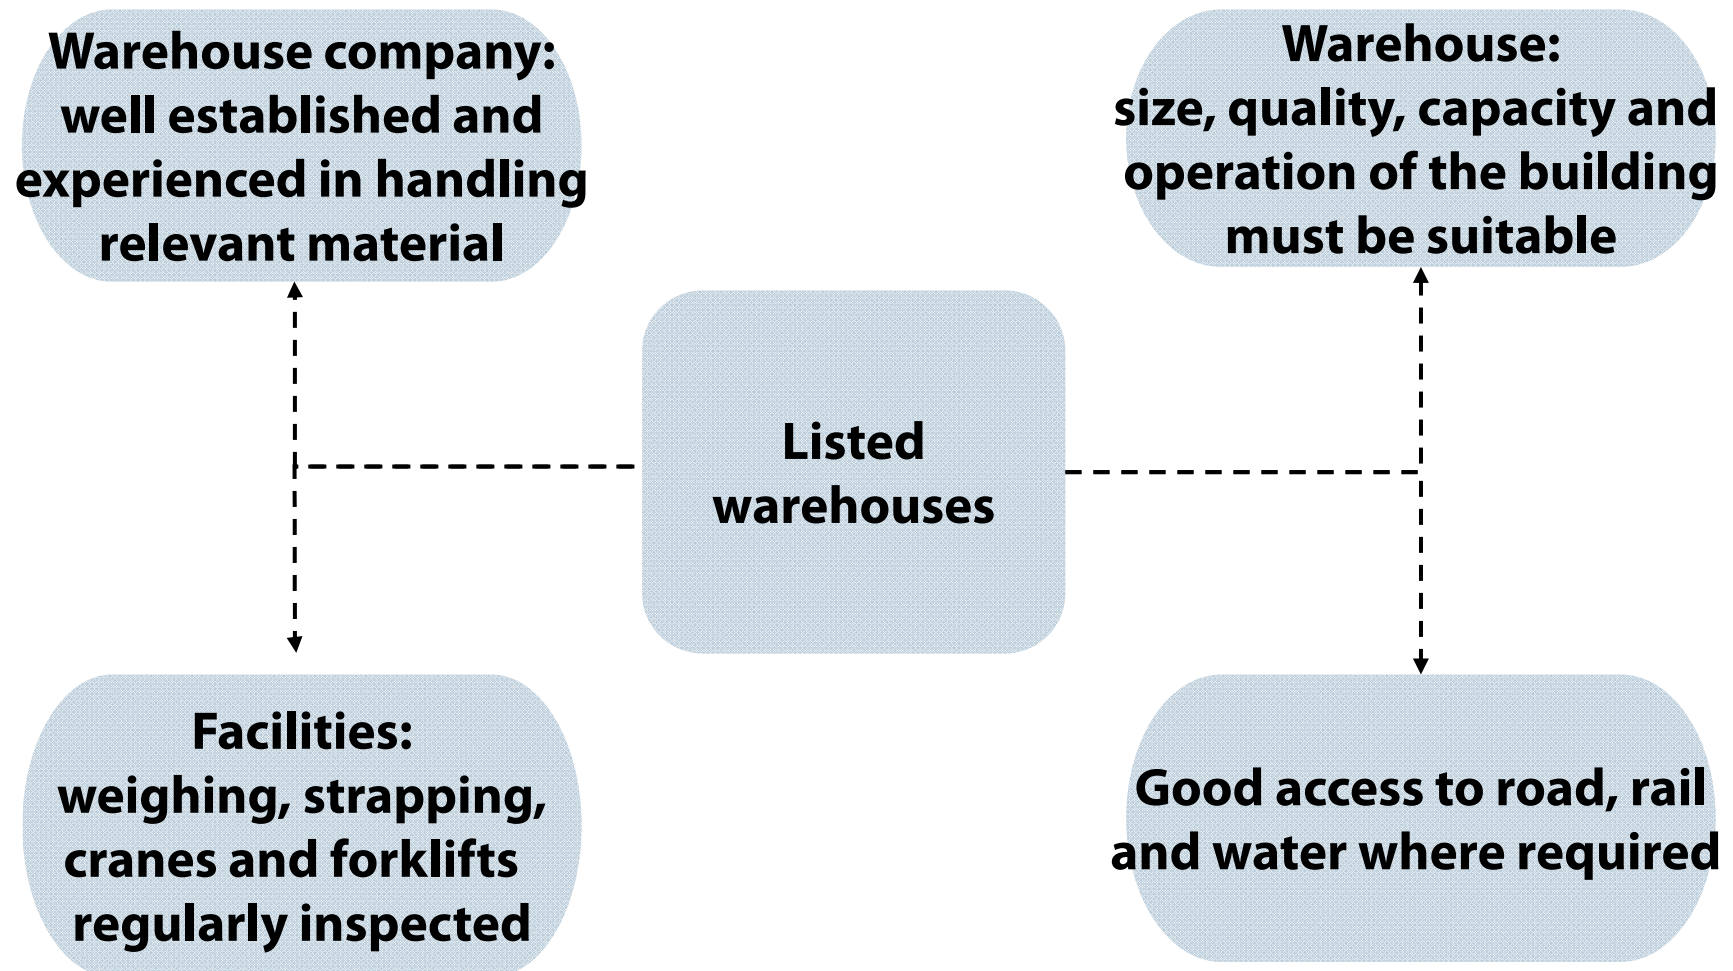 Warehouse company:
well established and
experienced in handling
relevant material
Warehouse:
size, quality, capacity and
operation of the building
must be suitable
Listed
warehouses
Facilities:
weighing, strapping,
cranes and forklifts
regularly inspected
Good access to road, rail
and water where required